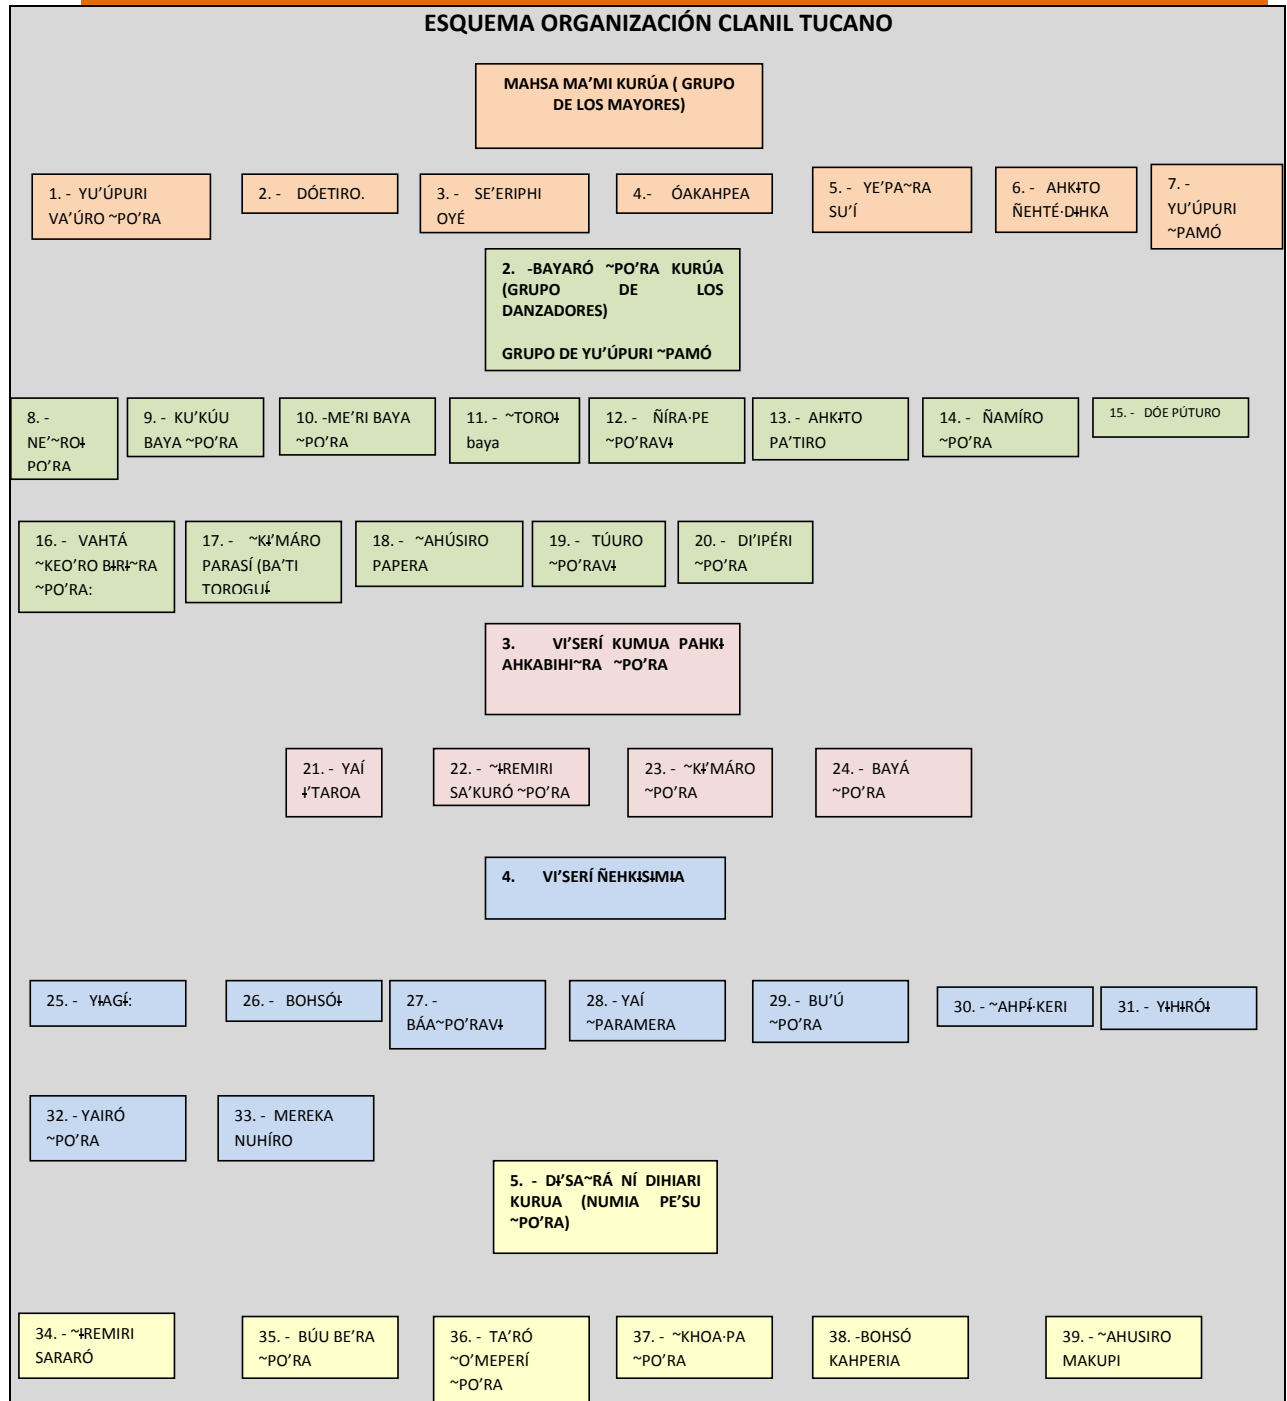 ESQUEMA ORGANIZACIÓN CLANIL TUCANO
MAHSA MA’MI KURÚA ( GRUPO
DE LOS MAYORES)
1. - YU’ÚPURI
VA’ÚRO ~PO’RA
2. - DÓETIRO.
3. - SE’ERIPHI
OYÉ
4.- ÓAKAHPEA
5. - YE’PA~RA
SU’Í
6. - AHKɨTO
ÑEHTÉ·DɨHKA
7. -
YU’ÚPURI
~PAMÓ
2. -BAYARÓ ~PO’RA KURÚA
(GRUPO DE LOS
DANZADORES)
GRUPO DE YU’ÚPURI ~PAMÓ
8. -
NE’~ROɨ
PO’RA
9. - KU’KÚU
BAYA ~PO’RA
10. -ME’RI BAYA
~PO’RA
11. - ~TOROɨ
baya
12. - ÑÍRA·PE
~PO’RAVɨ
13. - AHKɨTO
PA’TIRO
14. - ÑAMÍRO
~PO’RA
15. - DÓE PÚTURO
16. - VAHTÁ
~KEO’RO BɨRɨ~RA
~PO’RA:
17. - ~Kɨ’MÁRO
PARASÍ (BA’TI
TOROGUɨ́
18. - ~AHÚSIRO
PAPERA
19. - TÚURO
~PO’RAVɨ
20. - DI’IPÉRI
~PO’RA
3. VI’SERÍ KUMUA PAHKɨ
AHKABIHI~RA ~PO’RA
21. - YAÍ
ɨ’TAROA
22. - ~ɨREMIRI
SA’KURÓ ~PO’RA
23. - ~Kɨ’MÁRO
~PO’RA
24. - BAYÁ
~PO’RA
4. VI’SERÍ ÑEHKɨSɨMɨA
25. - YɨAGɨ́:
26. - BOHSÓɨ
27. -
BÁA~PO’RAVɨ
28. - YAÍ
~PARAMERA
29. - BU’Ú
~PO’RA
30. - ~AHPɨ́·KERI
31. - YɨHɨRÓɨ
32. - YAIRÓ
~PO’RA
33. - MEREKA
NUHÍRO
5. - Dɨ’SA~RÁ NÍ DIHIARI
KURUA (NUMIA PE’SU
~PO’RA)
34. - ~ɨREMIRI
SARARÓ
35. - BÚU BE’RA
~PO’RA
36. - TA’RÓ
~O’MEPERÍ
~PO’RA
37. - ~KHOA·PA
~PO’RA
38. -BOHSÓ
KAHPERIA
39. - ~AHUSIRO
MAKUPI